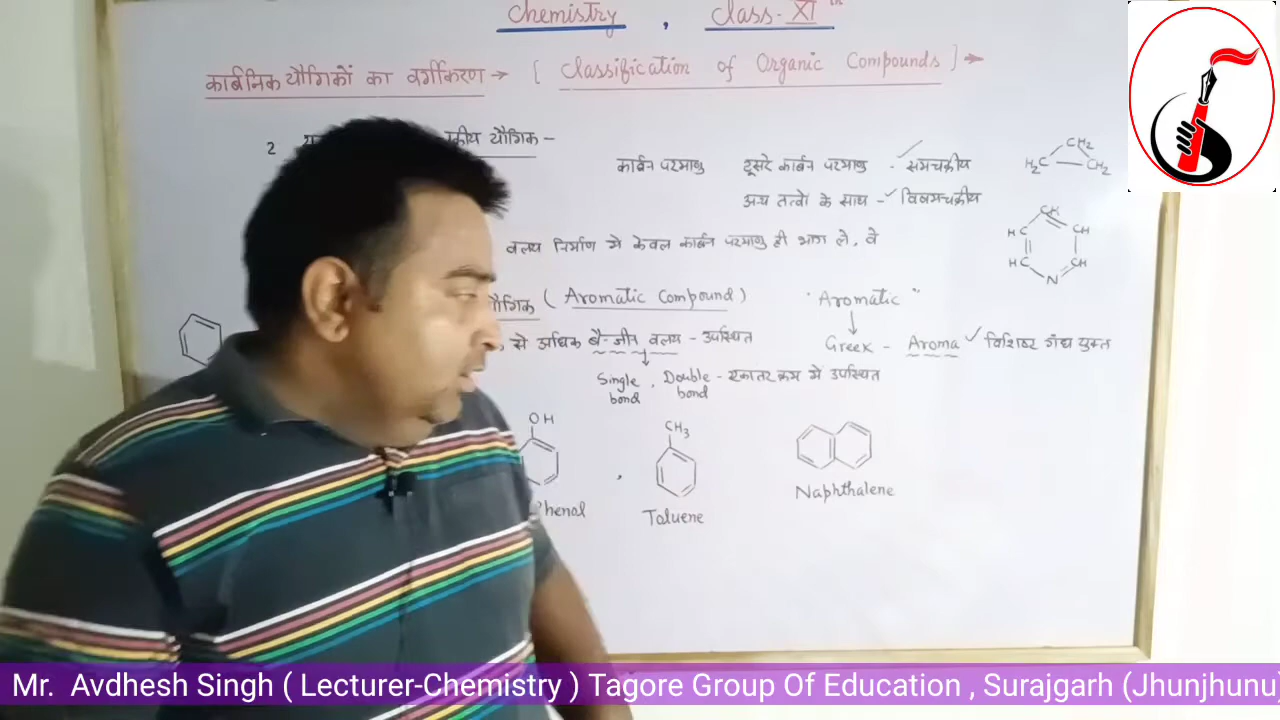 Chemistry , Class- XI th
कार्बनिक यौगिकों का वर्गीकरण → [ Classification of Organic Compounds ] →
2 यौगिक –
कार्बन परमाणु दूसरे कार्बन परमाणु - ✓ समचक्रीय
अन्य तत्वो के साथ - ✓ विषमचक्रीय
CH₂
H₂C CH₂
CH
HC CH
HC CH
N
वलय निर्माण मे केवल कार्बन परमाणु ही भाग ले, वे
यौगिक ( Aromatic Compound ) " Aromatic "
से अधिक बैन्जीन वलय - उपस्थित Greek - Aroma ✓ विशिष्ट गंध युक्त
Single bond , Double bond - एकांतर क्रम मे उपस्थित
OH
CH₃
,
Phenol Toluene Naphthalene
Mr. Avdhesh Singh ( Lecturer-Chemistry ) Tagore Group Of Education , Surajgarh (Jhunjhunu)